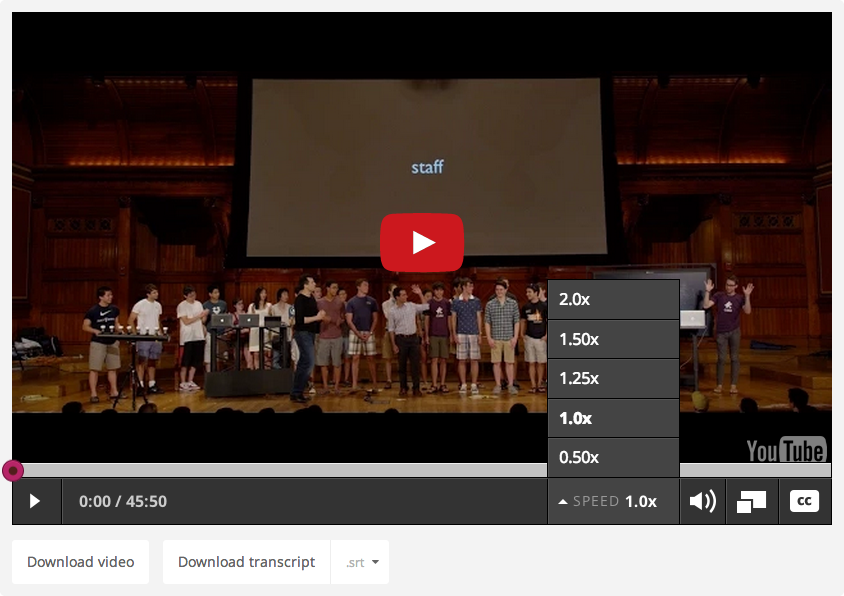 staff
2.0x
1.50x
1.25x
1.0x
0.50x
YouTube
0:00 / 45:50
SPEED 1.0x
cc
Download video
Download transcript
.srt